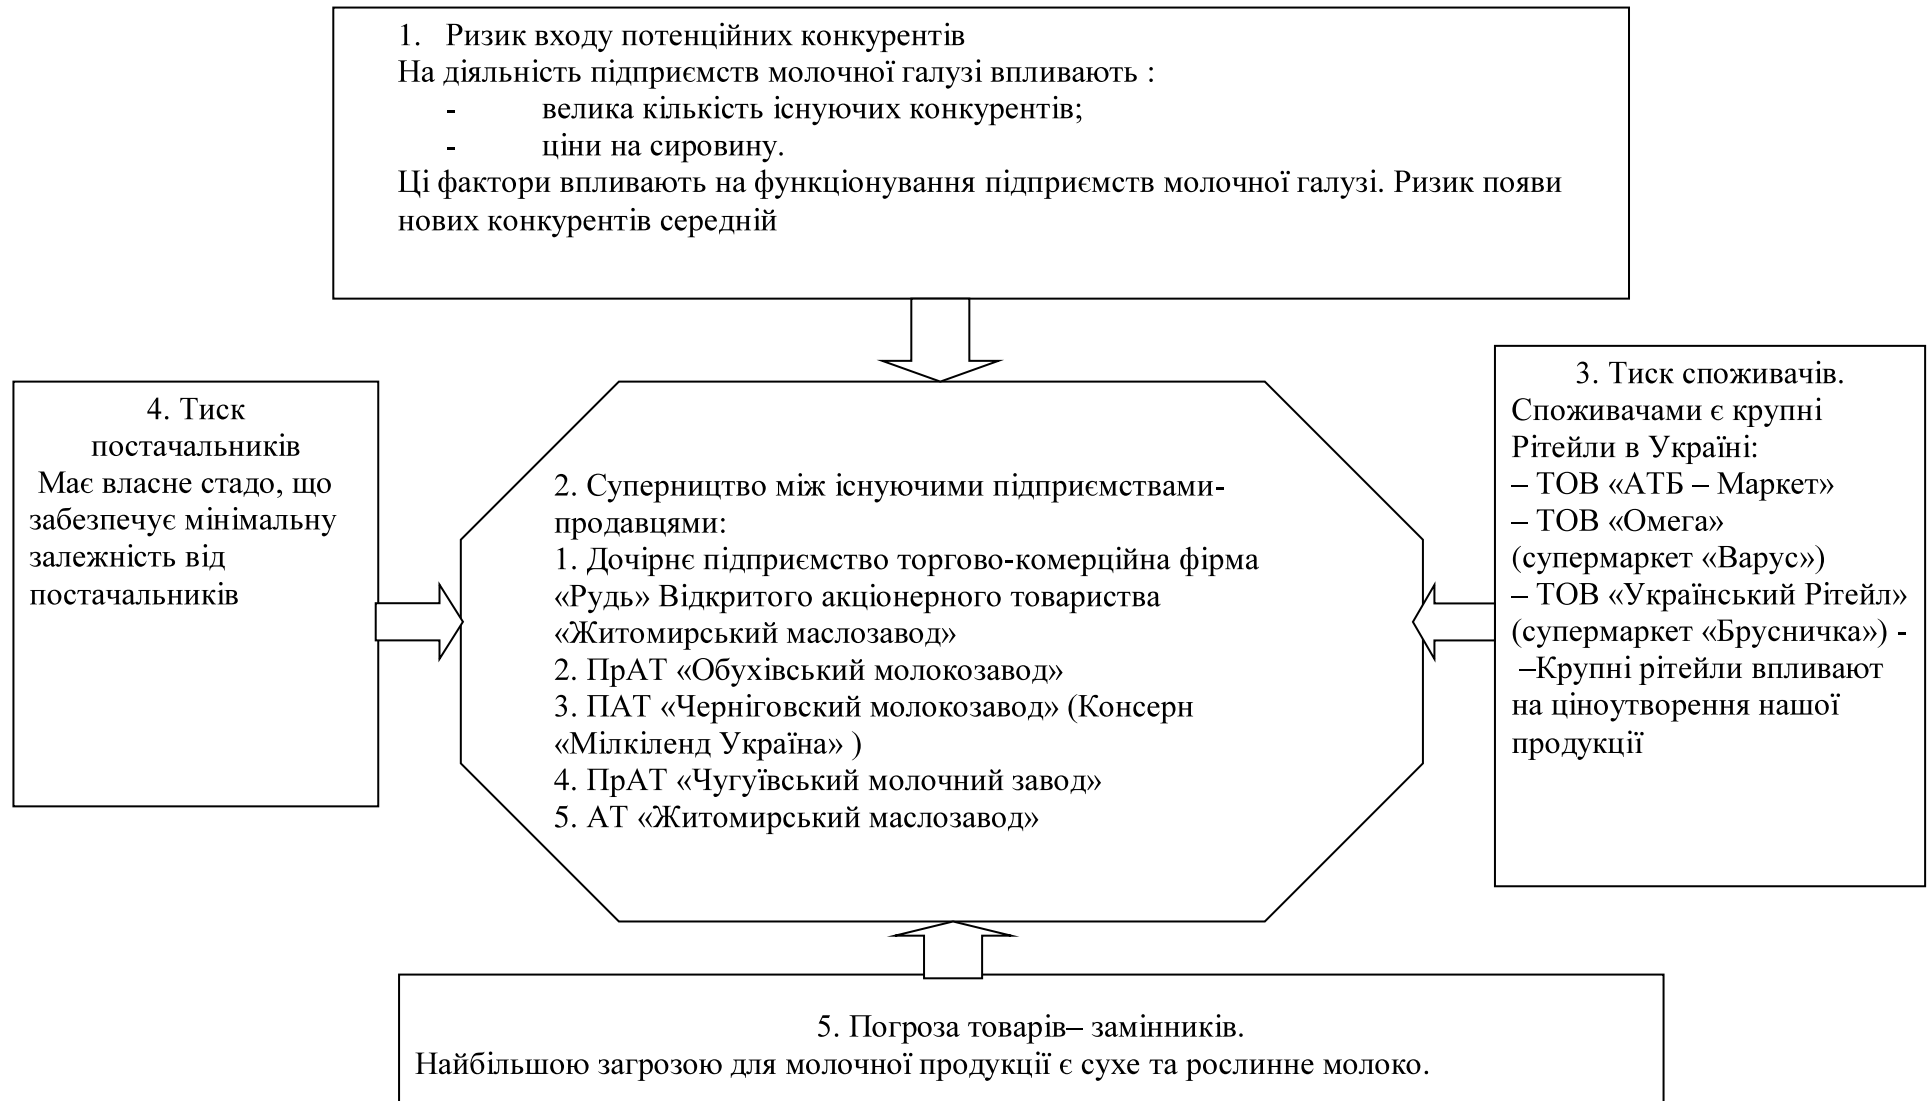 1. Ризик входу потенційних конкурентів
На діяльність підприємств молочної галузі впливають :
- велика кількість існуючих конкурентів;
- ціни на сировину.
Ці фактори впливають на функціонування підприємств молочної галузі. Ризик появи
нових конкурентів середній
4. Тиск
постачальників
Має власне стадо, що
забезпечує мінімальну
залежність від
постачальників
2. Суперництво між існуючими підприємствами-
продавцями:
1. Дочірнє підприємство торгово-комерційна фірма
«Рудь» Відкритого акціонерного товариства
«Житомирський маслозавод»
2. ПрАТ «Обухівський молокозавод»
3. ПАТ «Черніговский молокозавод» (Консерн
«Мілкіленд Україна» )
4. ПрАТ «Чугуївський молочний завод»
5. АТ «Житомирський маслозавод»
3. Тиск споживачів.
Споживачами є крупні
Рітейли в Україні:
– ТОВ «АТБ – Маркет»
– ТОВ «Омега»
(супермаркет «Варус»)
– ТОВ «Український Рітейл»
(супермаркет «Брусничка») -
–Крупні рітейли впливают
на ціноутворення нашої
продукції
5. Погроза товарів– замінників.
Найбільшою загрозою для молочної продукції є сухе та рослинне молоко.